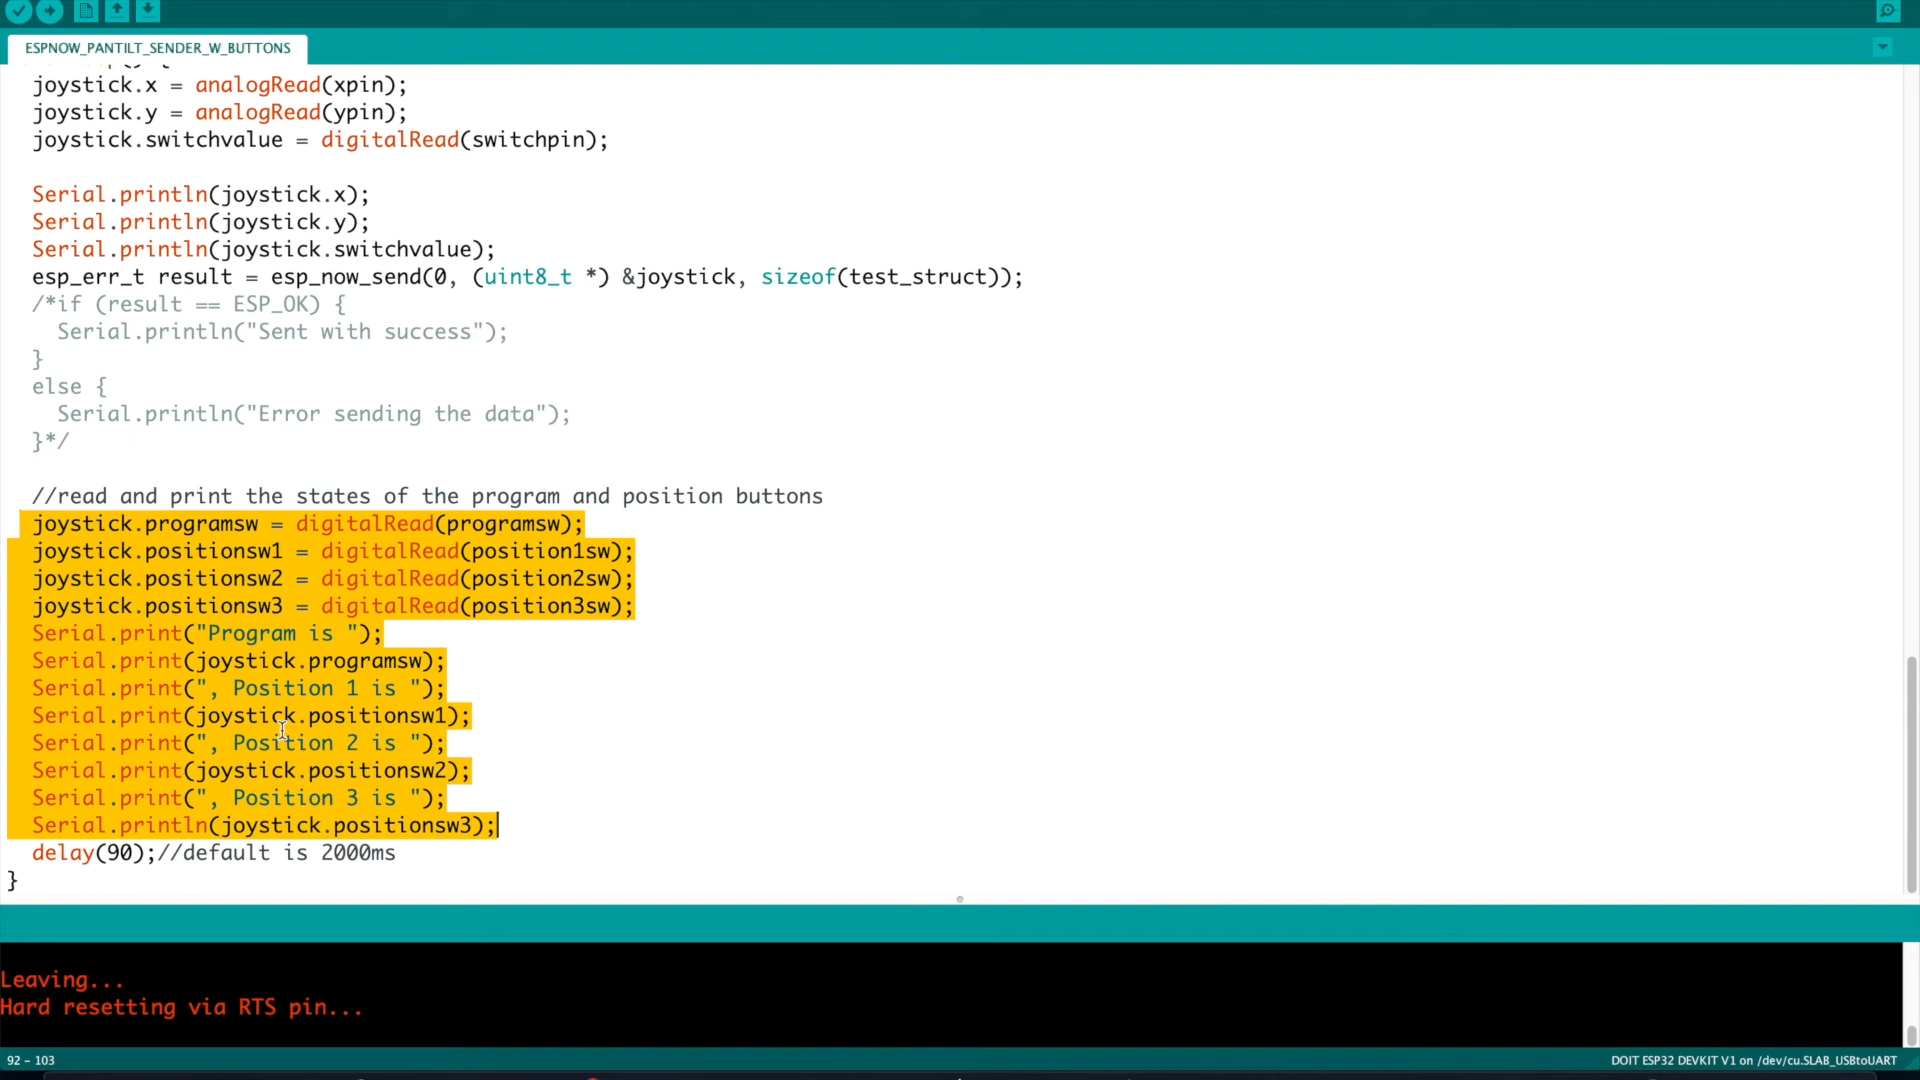 ESPNOW_PANTILT_SENDER_W_BUTTONS
joystick.x = analogRead(xpin);
joystick.y = analogRead(ypin);
joystick.switchvalue = digitalRead(switchpin);
Serial.println(joystick.x);
Serial.println(joystick.y);
Serial.println(joystick.switchvalue);
esp_err_t result = esp_now_send(0, (uint8_t *) &joystick, sizeof(test_struct));
/*if (result == ESP_OK) {
Serial.println("Sent with success");
}
else {
Serial.println("Error sending the data");
}*/
//read and print the states of the program and position buttons
joystick.programsw = digitalRead(programsw);
joystick.positionsw1 = digitalRead(position1sw);
joystick.positionsw2 = digitalRead(position2sw);
joystick.positionsw3 = digitalRead(position3sw);
Serial.print("Program is ");
Serial.print(joystick.programsw);
Serial.print(", Position 1 is ");
Serial.print(joystick.positionsw1);
Serial.print(", Position 2 is ");
Serial.print(joystick.positionsw2);
Serial.print(", Position 3 is ");
Serial.println(joystick.positionsw3);
delay(90);//default is 2000ms
}
Leaving...
Hard resetting via RTS pin...
92 - 103
DOIT ESP32 DEVKIT V1 on /dev/cu.SLAB_USBtoUART